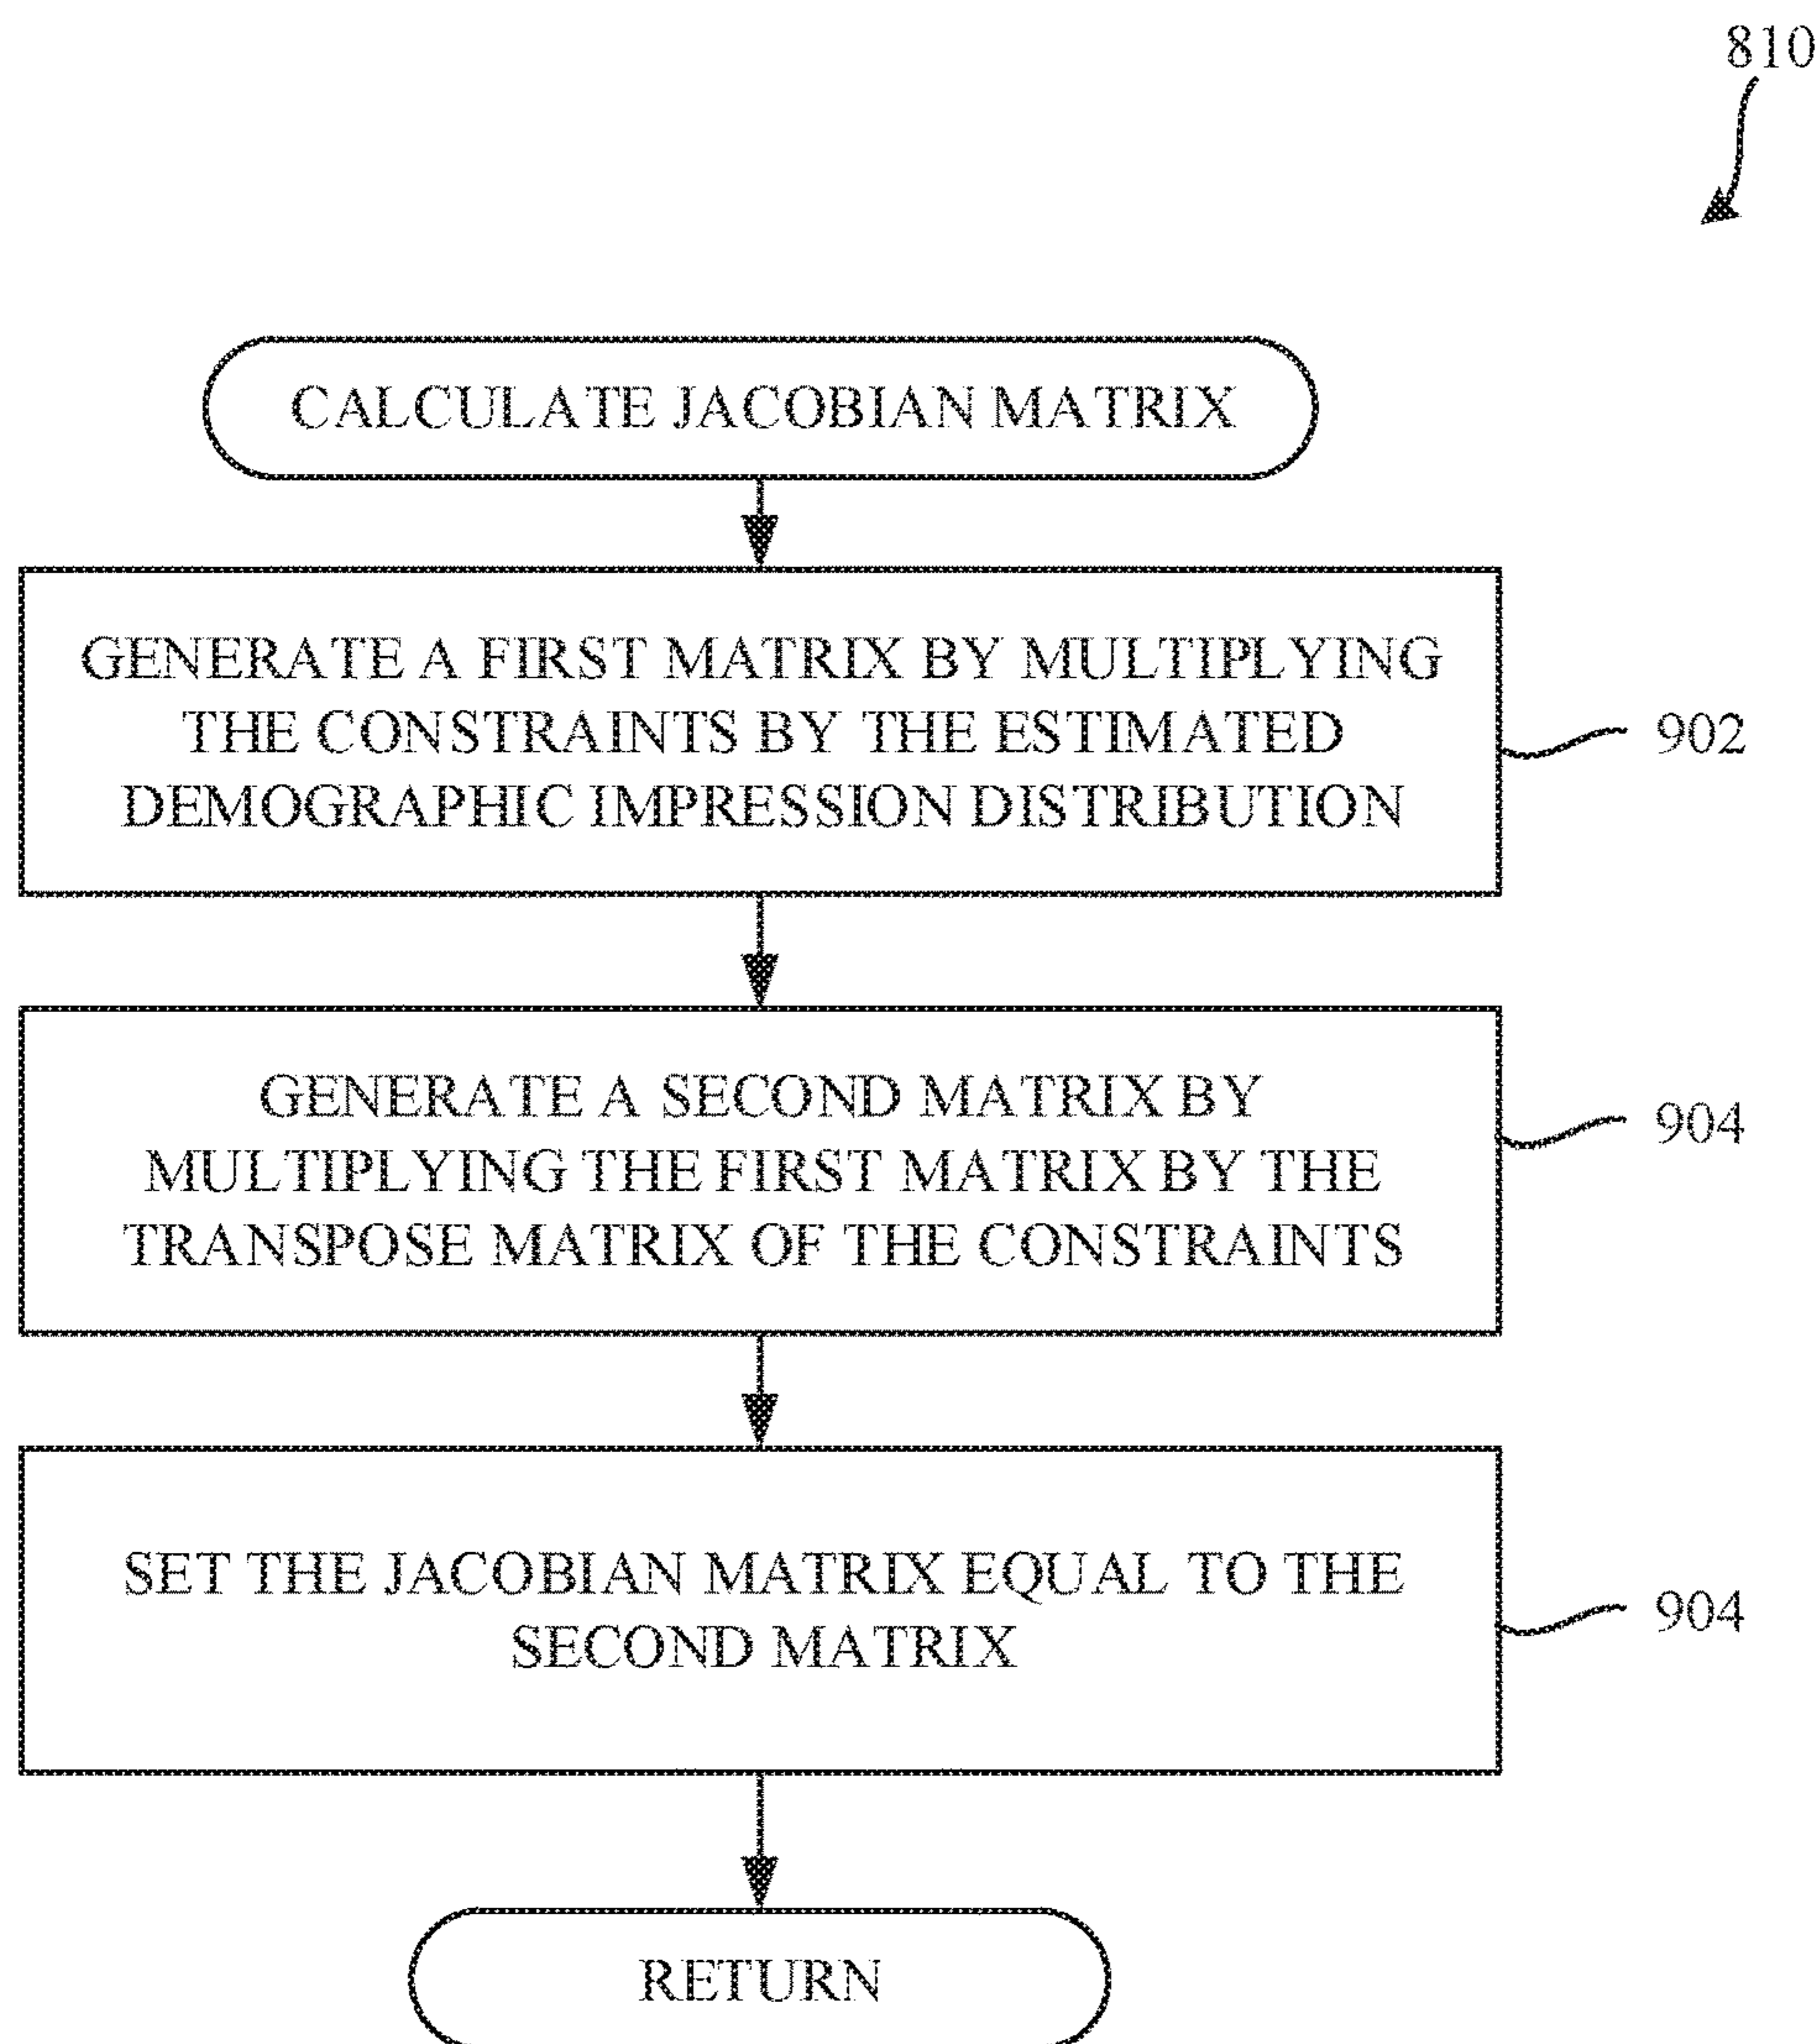 810
CALCULATE JACOBIAN MATRIX
GENERATE A FIRST MATRIX BY MULTIPLYING
THE CONSTRAINTS BY THE ESTIMATED
DEMOGRAPHIC IMPRESSION DISTRIBUTION
902
GENERATE A SECOND MATRIX BY
MULTIPLYING THE FIRST MATRIX BY THE
TRANSPOSE MATRIX OF THE CONSTRAINTS
904
SET THE JACOBIAN MATRIX EQUAL TO THE
SECOND MATRIX
904
RETURN